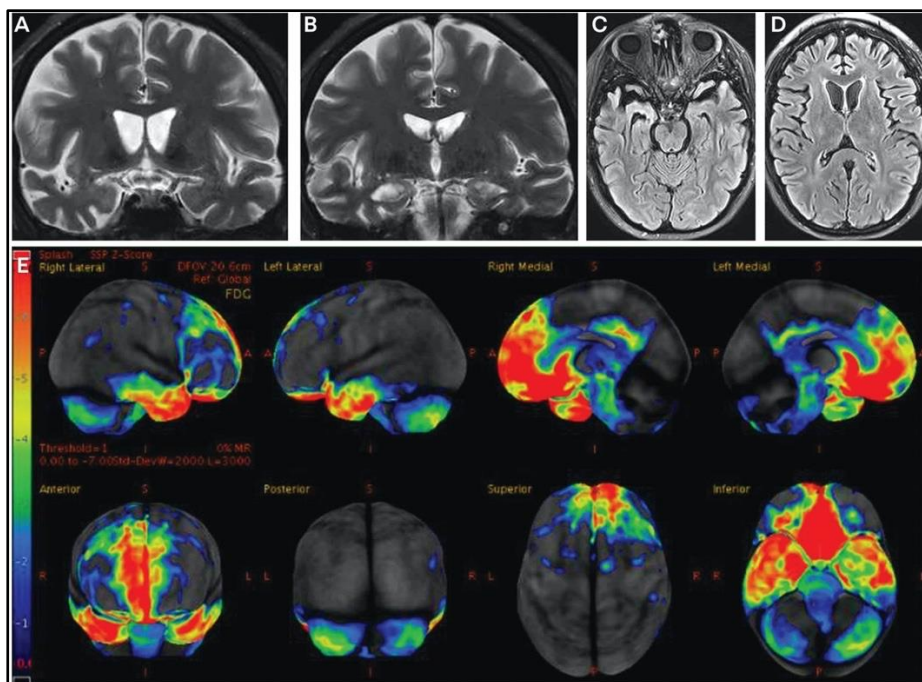 A
B
C
D
E
Splash SSP Z-Score
Right Lateral
S
DFOV 20.6cm
Ref: Global
FDG
Left Lateral
S
Right Medial
S
Left Medial
S
R
A
A
P
A
P
P
A
-5
-4
-2
-1
I
I
I
I
Threshold=1
0% MR
0.00 to -7.00Std-DevW=2000 L=3000
Anterior
S
Posterior
S
Superior
A
Inferior
A
R
L
L
R
L
R
R
I
I
P
P